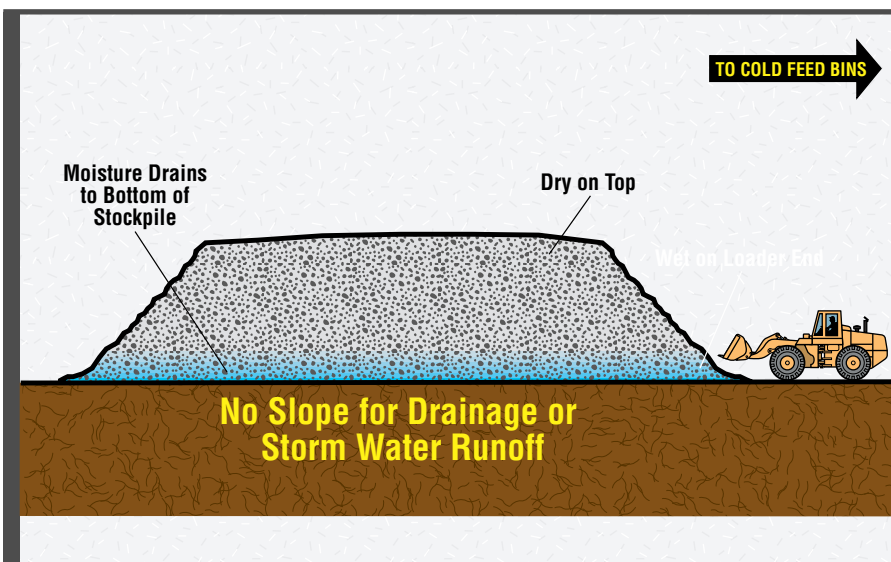 TO COLD FEED BINS
Moisture Drains
to Bottom of
Stockpile
Dry on Top
Wet on Loader End
No Slope for Drainage or
Storm Water Runoff